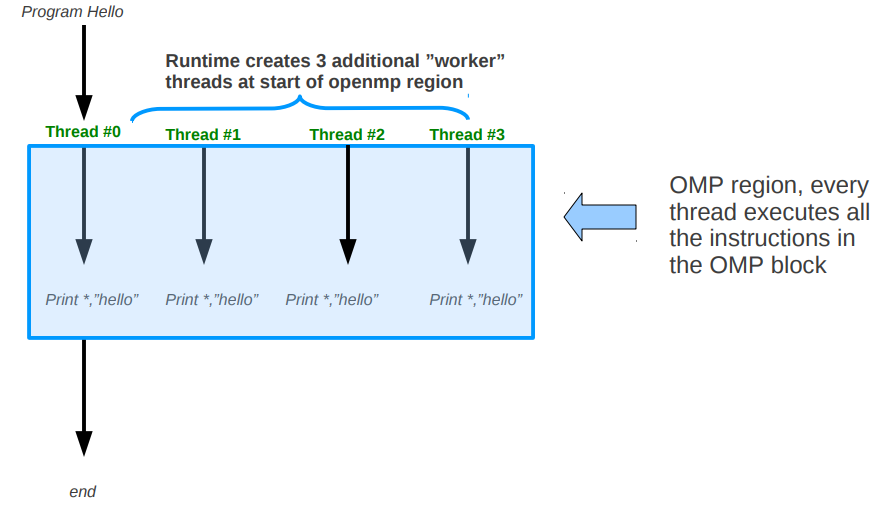 Program Hello
Runtime creates 3 additional ”worker”
threads at start of openmp region
Thread #0
Thread #1
Thread #2
Thread #3
OMP region, every
thread executes all
the instructions in
the OMP block
Print *,”hello”
Print *,”hello”
Print *,”hello”
Print *,”hello”
end